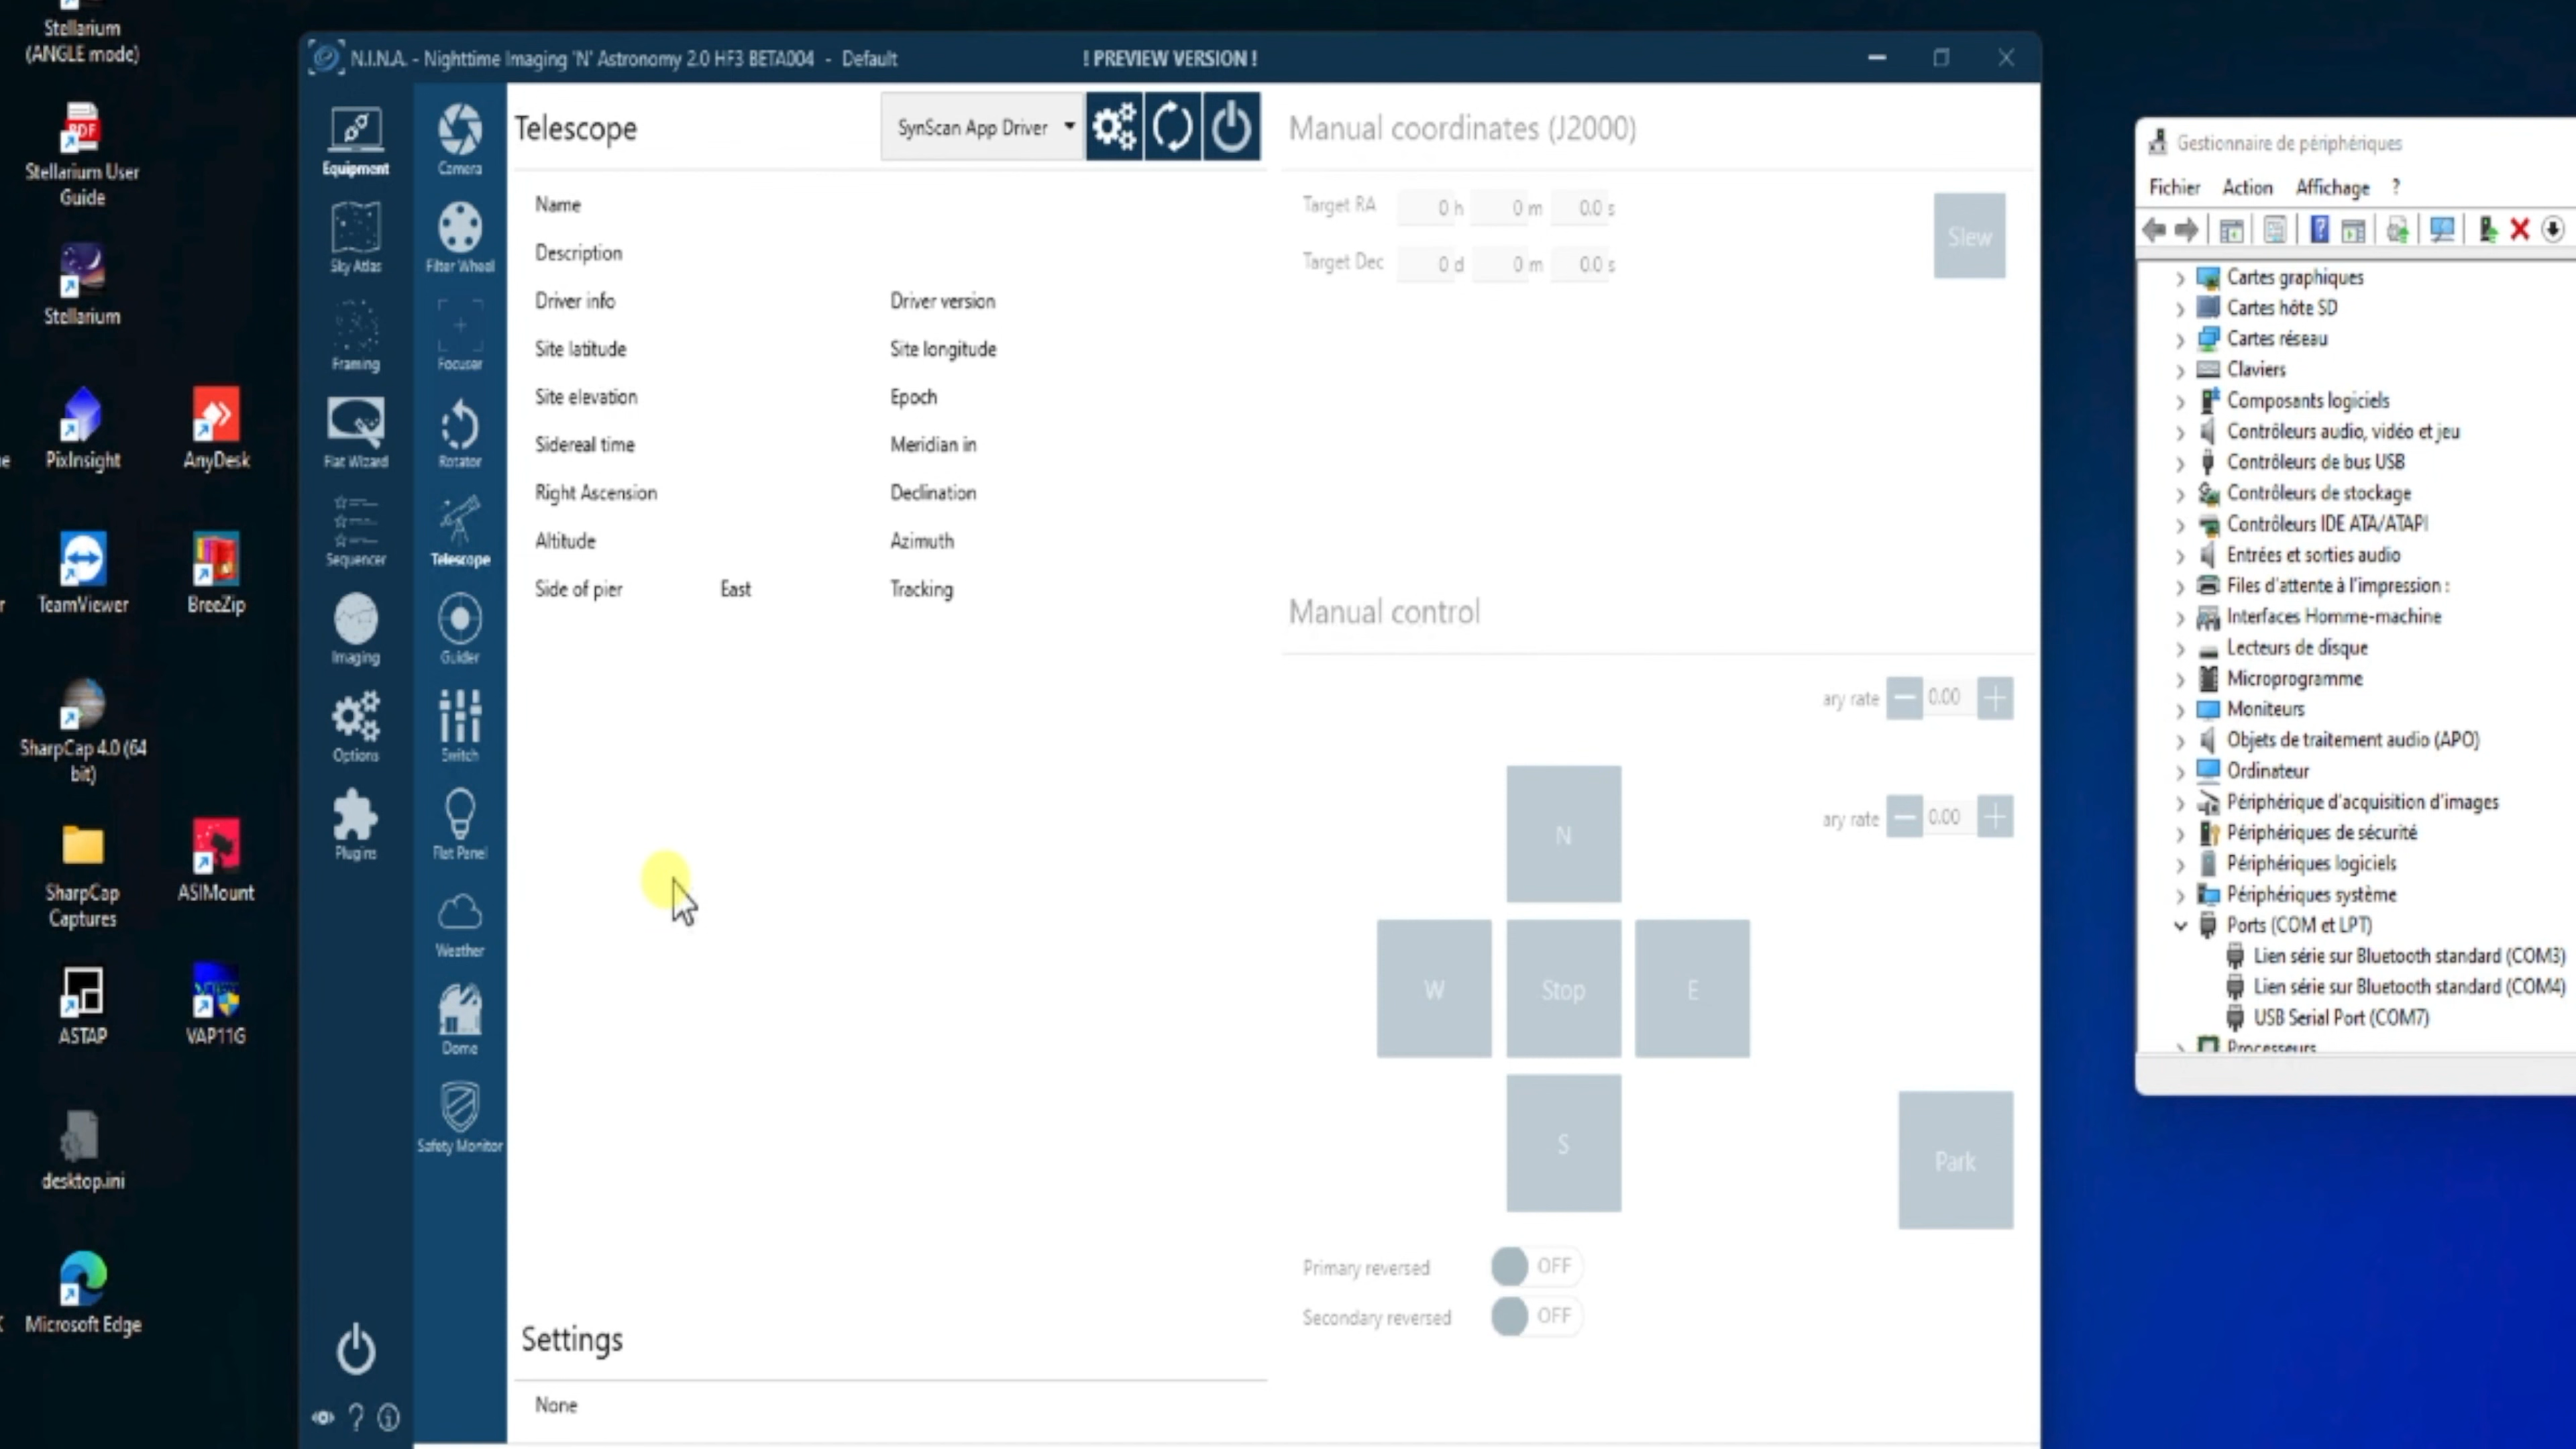 Stellarium
(ANGLE mode)
Stellarium User
Guide
Stellarium
PixInsight
AnyDesk
TeamViewer
BreeZip
SharpCap 4.0 (64
bit)
SharpCap
Captures
ASIMount
ASTAP
VAP11G
desktop.ini
Microsoft Edge
N.I.N.A. - Nighttime Imaging 'N' Astronomy 2.0 HF3 BETA004 - Default
! PREVIEW VERSION !
Equipment
Sky Atlas
Framing
Flat Wizard
Sequencer
Imaging
Options
Plugins
Camera
Filter Wheel
Focuser
Rotator
Telescope
Guider
Switch
Flat Panel
Weather
Dome
Safety Monitor
Telescope
SynScan App Driver
Name
Description
Driver info Driver version
Site latitude Site longitude
Site elevation Epoch
Sidereal time Meridian in
Right Ascension Declination
Altitude Azimuth
Side of pier East Tracking
Settings
None
Manual coordinates (J2000)
Target RA 0 h 0 m 0.0 s
Target Dec 0 d 0 m 0.0 s
Slew
Manual control
ary rate 0.00
ary rate 0.00
N
W Stop E
S
Park
Primary reversed OFF
Secondary reversed OFF
Gestionnaire de périphériques
Fichier Action Affichage ?
Cartes graphiques
Cartes hôte SD
Cartes réseau
Claviers
Composants logiciels
Contrôleurs audio, vidéo et jeu
Contrôleurs de bus USB
Contrôleurs de stockage
Contrôleurs IDE ATA/ATAPI
Entrées et sorties audio
Files d'attente à l'impression :
Interfaces Homme-machine
Lecteurs de disque
Microprogramme
Moniteurs
Objets de traitement audio (APO)
Ordinateur
Périphérique d'acquisition d'images
Périphériques de sécurité
Périphériques logiciels
Périphériques système
Ports (COM et LPT)
Lien série sur Bluetooth standard (COM3)
Lien série sur Bluetooth standard (COM4)
USB Serial Port (COM7)
Processeurs